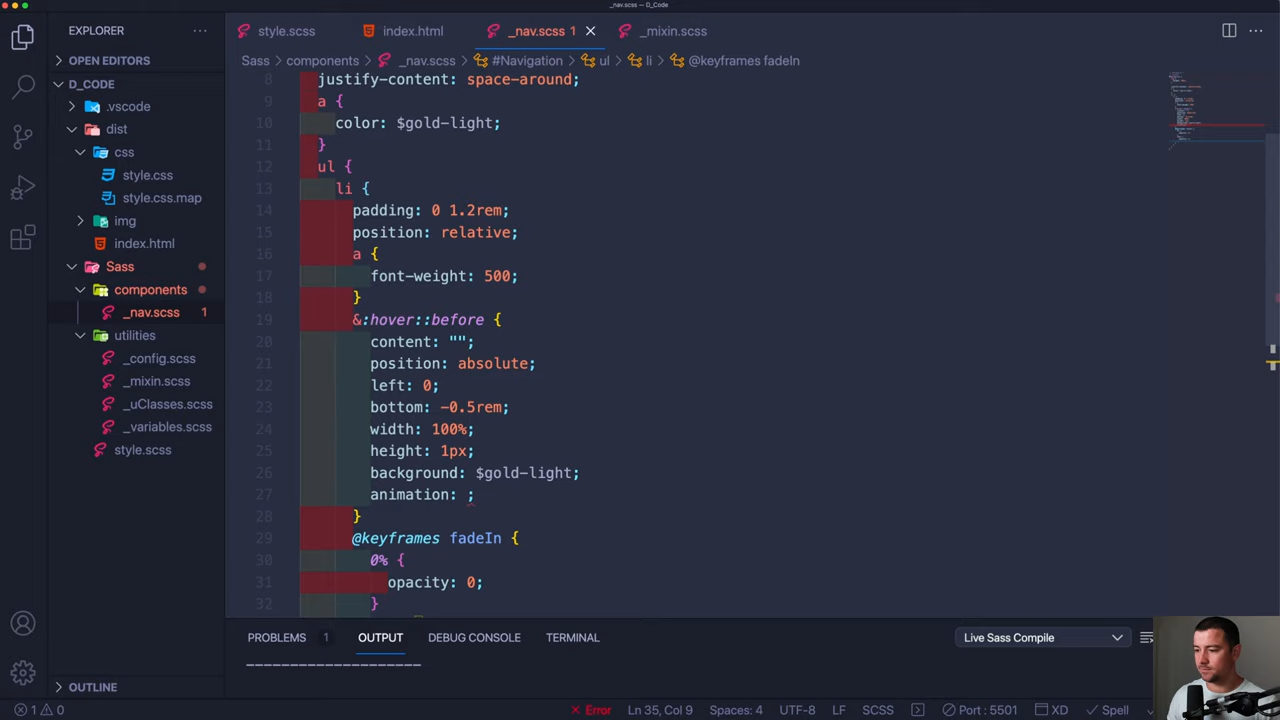 _nav.scss — D_Code
EXPLORER
style.scss
index.html
_nav.scss 1
_mixin.scss
OPEN EDITORS
Sass
components
_nav.scss
#Navigation
ul
li
@keyframes fadeIn
D_CODE
.vscode
dist
css
style.css
style.css.map
img
index.html
Sass
components
_nav.scss 1
utilities
_config.scss
_mixin.scss
_uClasses.scss
_variables.scss
style.scss
OUTLINE
8 justify-content: space-around;
9 a {
10 color: $gold-light;
11 }
12 ul {
13 li {
14 padding: 0 1.2rem;
15 position: relative;
16 a {
17 font-weight: 500;
18 }
19 &:hover::before {
20 content: "";
21 position: absolute;
22 left: 0;
23 bottom: -0.5rem;
24 width: 100%;
25 height: 1px;
26 background: $gold-light;
27 animation: ;
28 }
29 @keyframes fadeIn {
30 0% {
31 opacity: 0;
32 }
PROBLEMS 1
OUTPUT
DEBUG CONSOLE
TERMINAL
Live Sass Compile
--------------------
1 0
Error
Ln 35, Col 9
Spaces: 4
UTF-8
LF
SCSS
Port : 5501
XD
Spell